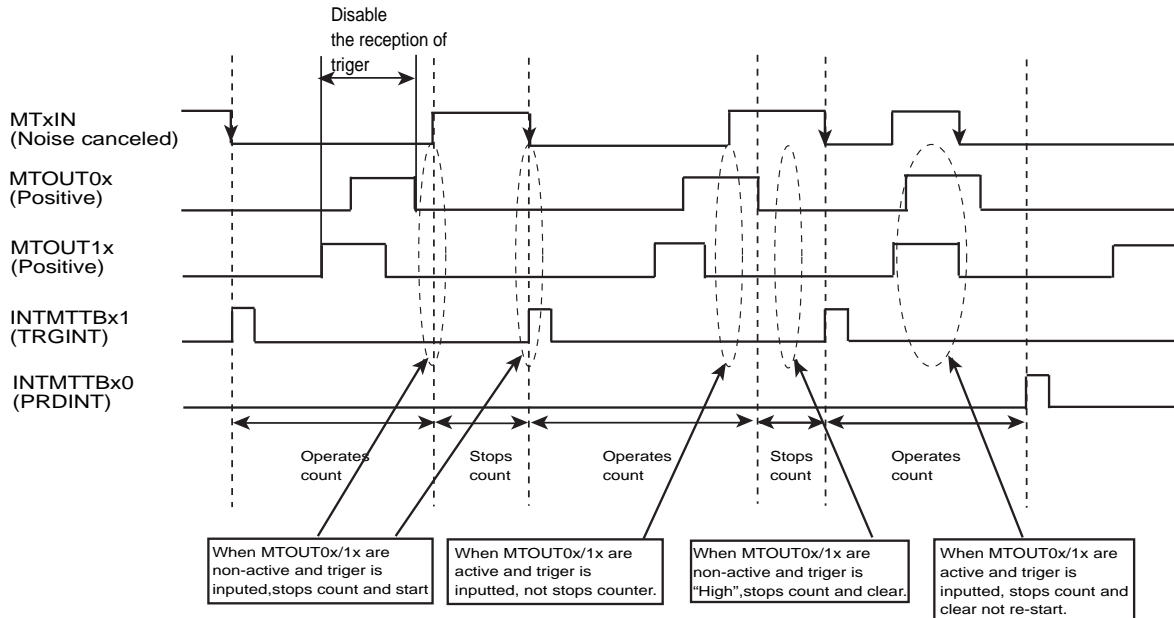 Disable
the reception of
triger
MTxIN
(Noise canceled)
MTOUT0x
(Positive)
MTOUT1x
(Positive)
INTMTTBx1
(TRGINT)
INTMTTBx0
(PRDINT)
Operates
count
Stops
count
Operates
count
Stops
count
Operates
count
When MTOUT0x/1x are
non-active and triger is
inputed,stops count and start
When MTOUT0x/1x are
active and triger is
inputted, not stops counter.
When MTOUT0x/1x are
non-active and triger is
“High”,stops count and clear.
When MTOUT0x/1x are
active and triger is
inputted, stops count and
clear not re-start.